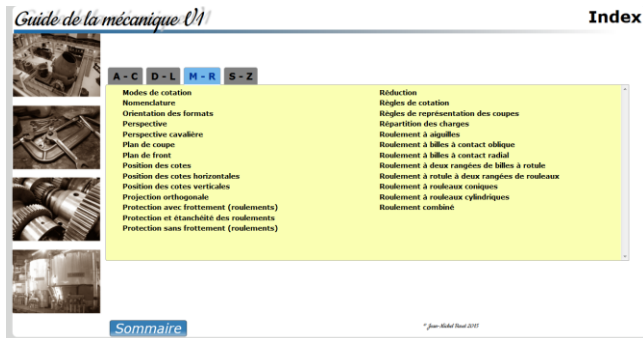 Guide de la mécanique V1
Index
A - C
D - L
M - R
S - Z
Modes de cotation
Nomenclature
Orientation des formats
Perspective
Perspective cavalière
Plan de coupe
Plan de front
Position des cotes
Position des cotes horizontales
Position des cotes verticales
Projection orthogonale
Protection avec frottement (roulements)
Protection et étanchéité des roulements
Protection sans frottement (roulements)
Réduction
Règles de cotation
Règles de représentation des coupes
Répartition des charges
Roulement à aiguilles
Roulement à billes à contact oblique
Roulement à billes à contact radial
Roulement à deux rangées de billes à rotule
Roulement à rotule à deux rangées de rouleaux
Roulement à rouleaux coniques
Roulement à rouleaux cylindriques
Roulement combiné
Sommaire
© Jean-Michel 2015